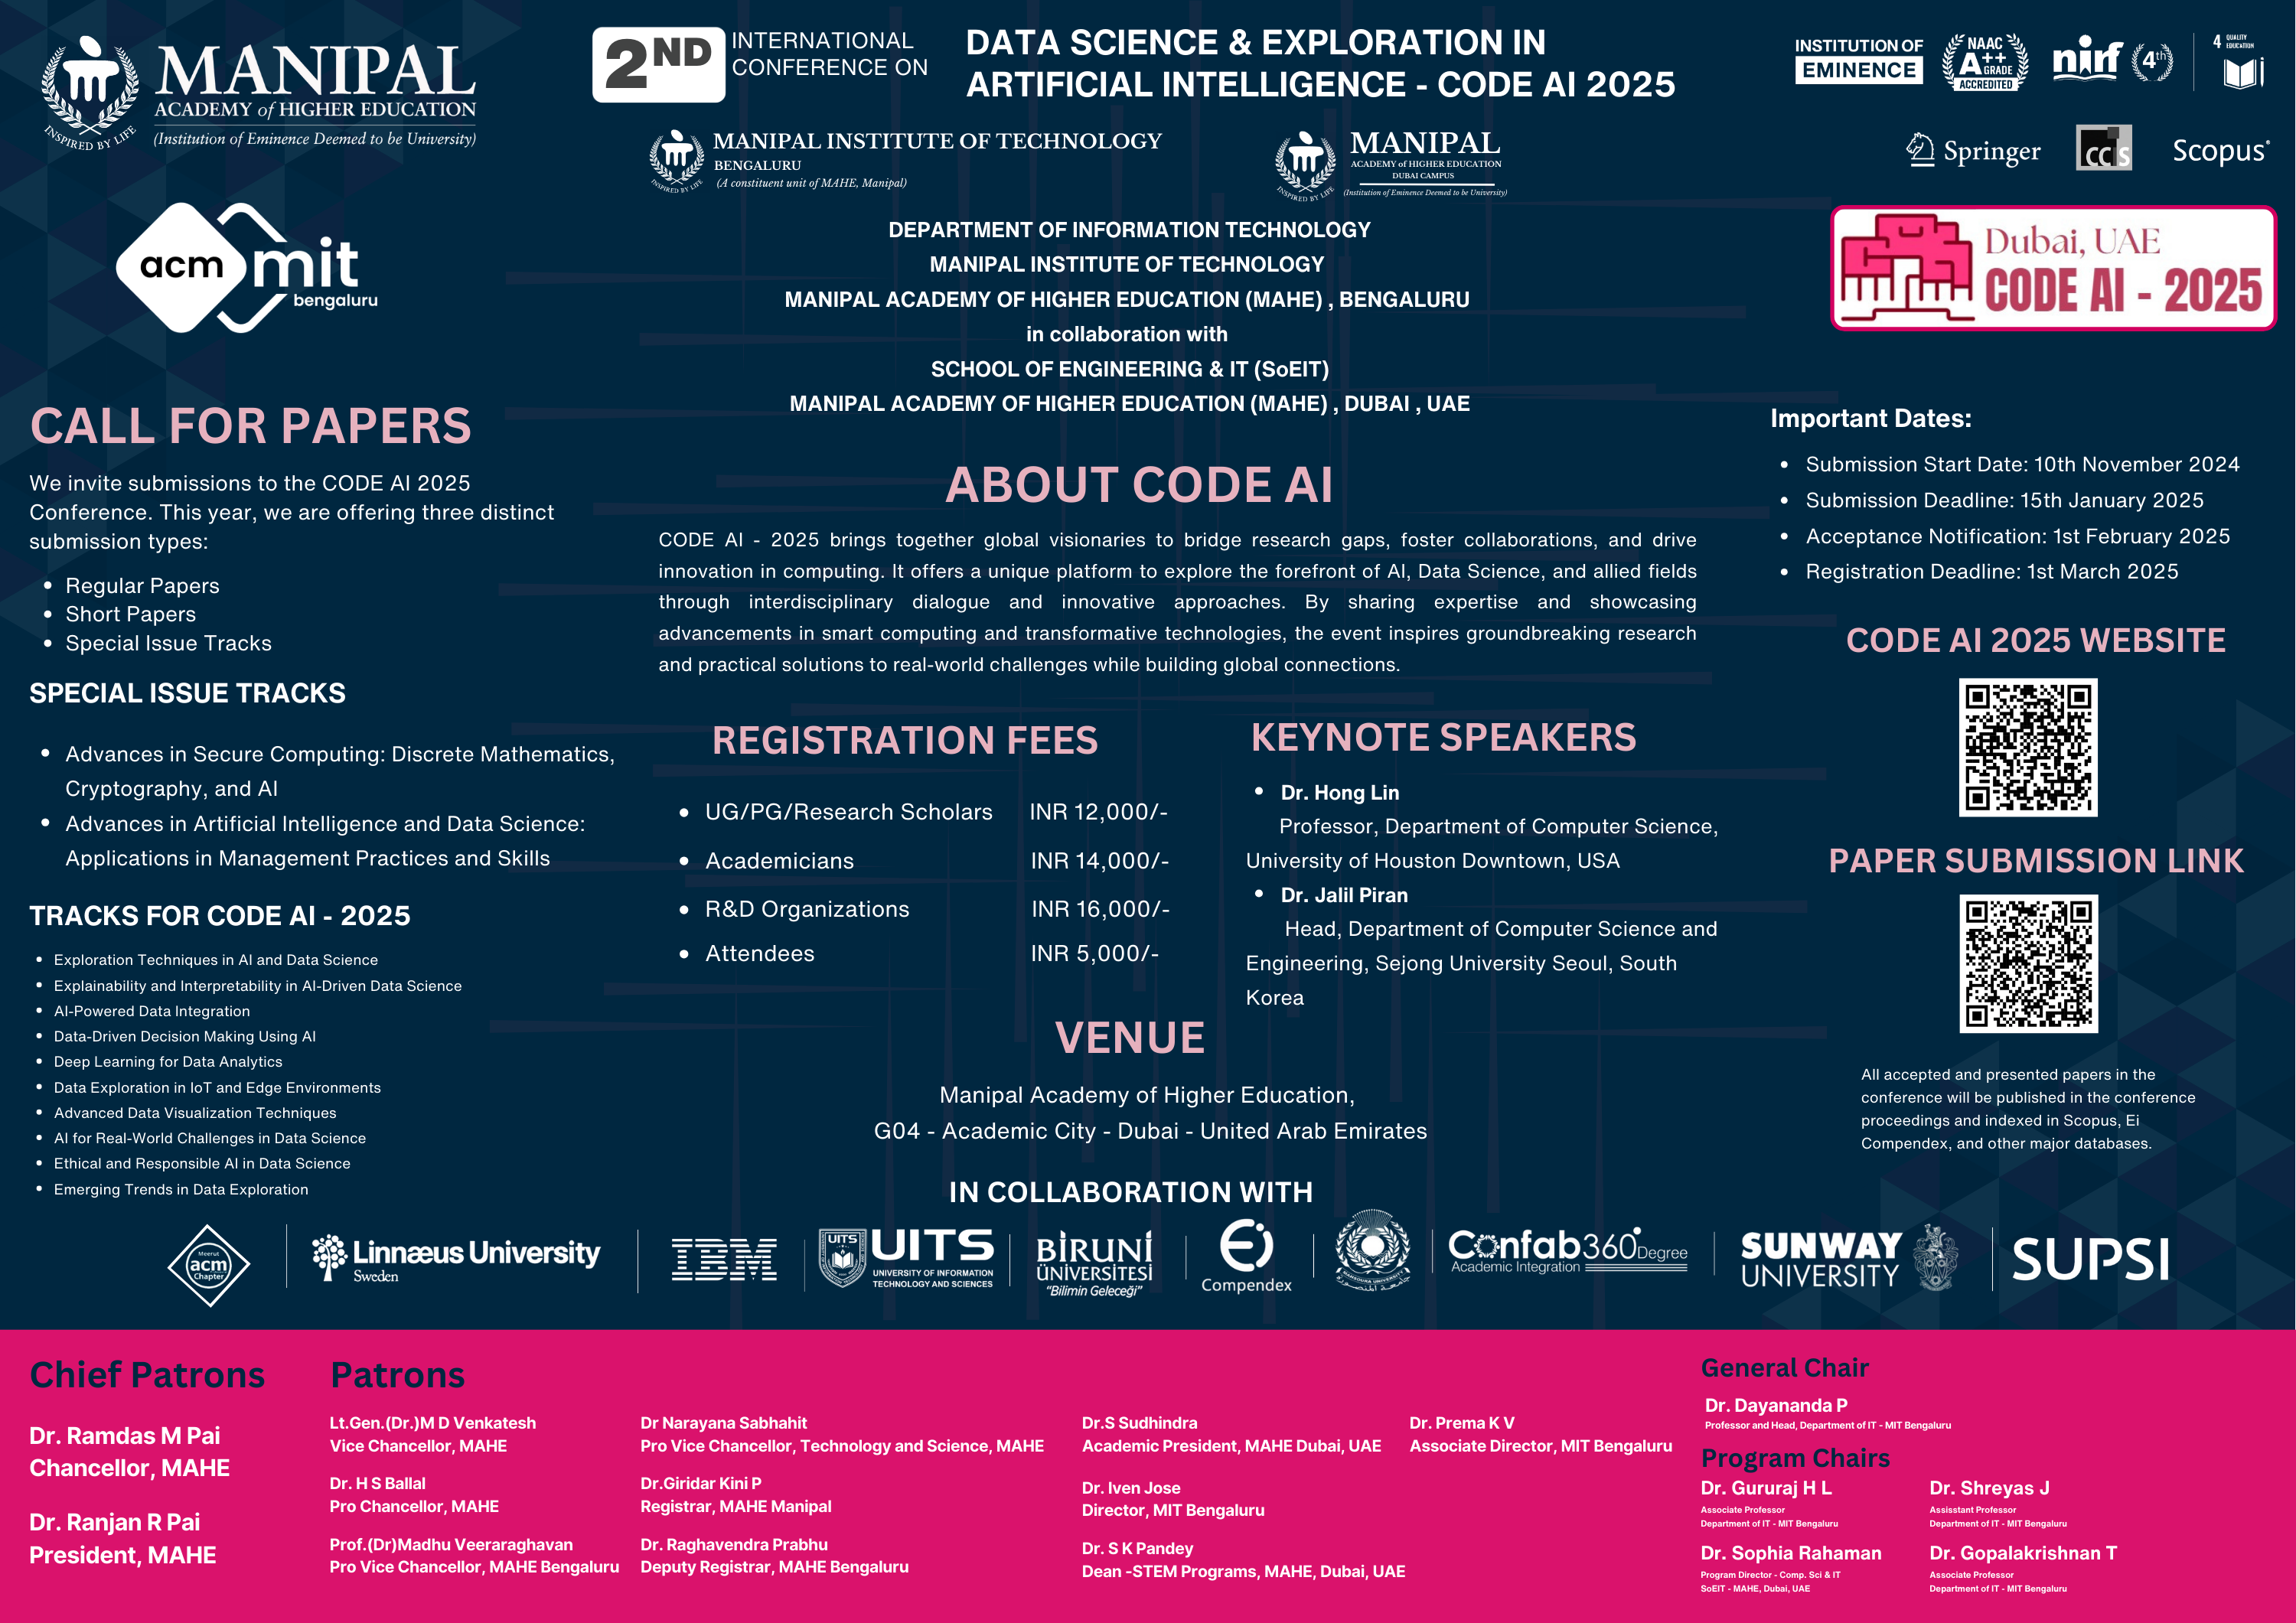 MANIPAL
ACADEMY of HIGHER EDUCATION
(Institution of Eminence Deemed to be University)
INSPIRED BY LIFE
2ND
INTERNATIONAL
CONFERENCE ON
DATA SCIENCE & EXPLORATION IN
ARTIFICIAL INTELLIGENCE - CODE AI 2025
INSTITUTION OF
EMINENCE
NAAC
A++
GRADE
ACCREDITED
nirf
4th
4 QUALITY
EDUCATION
MANIPAL INSTITUTE OF TECHNOLOGY
BENGALURU
(A constituent unit of MAHE, Manipal)
INSPIRED BY LIFE
MANIPAL
ACADEMY of HIGHER EDUCATION
DUBAI CAMPUS
(Institution of Eminence Deemed to be University)
INSPIRED BY LIFE
Springer
CCIS
Scopus
acm mit
bengaluru
Dubai, UAE
CODE AI - 2025
DEPARTMENT OF INFORMATION TECHNOLOGY
MANIPAL INSTITUTE OF TECHNOLOGY
MANIPAL ACADEMY OF HIGHER EDUCATION (MAHE) , BENGALURU
in collaboration with
SCHOOL OF ENGINEERING & IT (SoEIT)
MANIPAL ACADEMY OF HIGHER EDUCATION (MAHE) , DUBAI , UAE
CALL FOR PAPERS
We invite submissions to the CODE AI 2025
Conference. This year, we are offering three distinct
submission types:
• Regular Papers
• Short Papers
• Special Issue Tracks
SPECIAL ISSUE TRACKS
• Advances in Secure Computing: Discrete Mathematics,
Cryptography, and AI
• Advances in Artificial Intelligence and Data Science:
Applications in Management Practices and Skills
TRACKS FOR CODE AI - 2025
• Exploration Techniques in AI and Data Science
• Explainability and Interpretability in AI-Driven Data Science
• AI-Powered Data Integration
• Data-Driven Decision Making Using AI
• Deep Learning for Data Analytics
• Data Exploration in IoT and Edge Environments
• Advanced Data Visualization Techniques
• AI for Real-World Challenges in Data Science
• Ethical and Responsible AI in Data Science
• Emerging Trends in Data Exploration
ABOUT CODE AI
CODE AI - 2025 brings together global visionaries to bridge research gaps, foster collaborations, and drive
innovation in computing. It offers a unique platform to explore the forefront of AI, Data Science, and allied fields
through interdisciplinary dialogue and innovative approaches. By sharing expertise and showcasing
advancements in smart computing and transformative technologies, the event inspires groundbreaking research
and practical solutions to real-world challenges while building global connections.
REGISTRATION FEES
• UG/PG/Research Scholars INR 12,000/-
• Academicians INR 14,000/-
• R&D Organizations INR 16,000/-
• Attendees INR 5,000/-
KEYNOTE SPEAKERS
• Dr. Hong Lin
Professor, Department of Computer Science,
University of Houston Downtown, USA
• Dr. Jalil Piran
Head, Department of Computer Science and
Engineering, Sejong University Seoul, South
Korea
VENUE
Manipal Academy of Higher Education,
G04 - Academic City - Dubai - United Arab Emirates
Important Dates:
• Submission Start Date: 10th November 2024
• Submission Deadline: 15th January 2025
• Acceptance Notification: 1st February 2025
• Registration Deadline: 1st March 2025
CODE AI 2025 WEBSITE
PAPER SUBMISSION LINK
All accepted and presented papers in the
conference will be published in the conference
proceedings and indexed in Scopus, Ei
Compendex, and other major databases.
IN COLLABORATION WITH
Meerut
acm
Chapter
Linnæus University
Sweden
IBM
UITS
UITS
UNIVERSITY OF INFORMATION
TECHNOLOGY AND SCIENCES
BİRUNİ
ÜNİVERSİTESİ
"Bilimin Geleceği"
Ei
Compendex
MANSOURA UNIVERSITY
جامعة المنصورة
Confab360Degree
Academic Integration
SUNWAY
UNIVERSITY
SUPSI
Chief Patrons
Dr. Ramdas M Pai
Chancellor, MAHE
Dr. Ranjan R Pai
President, MAHE
Patrons
Lt.Gen.(Dr.)M D Venkatesh
Vice Chancellor, MAHE
Dr. H S Ballal
Pro Chancellor, MAHE
Prof.(Dr)Madhu Veeraraghavan
Pro Vice Chancellor, MAHE Bengaluru
Dr Narayana Sabhahit
Pro Vice Chancellor, Technology and Science, MAHE
Dr.Giridar Kini P
Registrar, MAHE Manipal
Dr. Raghavendra Prabhu
Deputy Registrar, MAHE Bengaluru
Dr.S Sudhindra
Academic President, MAHE Dubai, UAE
Dr. Iven Jose
Director, MIT Bengaluru
Dr. S K Pandey
Dean -STEM Programs, MAHE, Dubai, UAE
Dr. Prema K V
Associate Director, MIT Bengaluru
General Chair
Dr. Dayananda P
Professor and Head, Department of IT - MIT Bengaluru
Program Chairs
Dr. Gururaj H L
Associate Professor
Department of IT - MIT Bengaluru
Dr. Shreyas J
Assisstant Professor
Department of IT - MIT Bengaluru
Dr. Sophia Rahaman
Program Director - Comp. Sci & IT
SoEIT - MAHE, Dubai, UAE
Dr. Gopalakrishnan T
Associate Professor
Department of IT - MIT Bengaluru